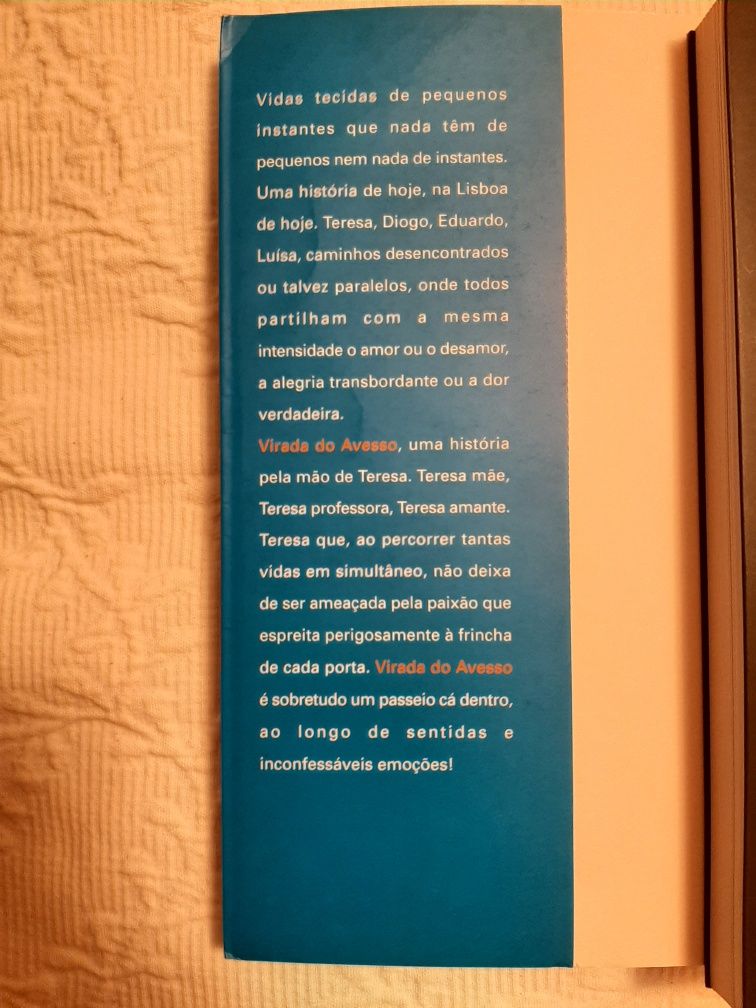 Vidas tecidas de pequenos
instantes que nada têm de
pequenos nem nada de instantes.
Uma história de hoje, na Lisboa
de hoje. Teresa, Diogo, Eduardo,
Luísa, caminhos desencontrados
ou talvez paralelos, onde todos
partilham com a mesma
intensidade o amor ou o desamor,
a alegria transbordante ou a dor
verdadeira.
Virada do Avesso, uma história
pela mão de Teresa. Teresa mãe,
Teresa professora, Teresa amante.
Teresa que, ao percorrer tantas
vidas em simultâneo, não deixa
de ser ameaçada pela paixão que
espreita perigosamente à frincha
de cada porta. Virada do Avesso
é sobretudo um passeio cá dentro,
ao longo de sentidas e
inconfessáveis emoções!